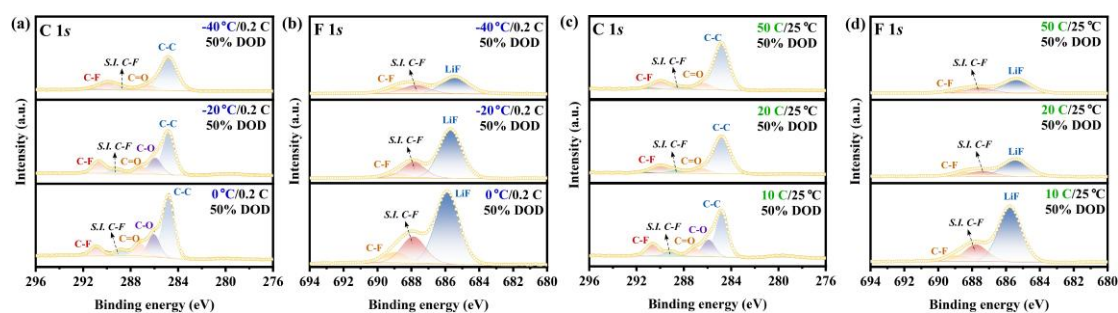 (a)
C 1s
-40 °C/0.2 C
50% DOD
C-C
S.I. C-F
C-F
C=O
-20 °C/0.2 C
50% DOD
C-C
S.I. C-F
C-O
C-F
C=O
0 °C/0.2 C
50% DOD
C-C
S.I. C-F
C-O
C-F
C=O
296 292 288 284 280 276
Binding energy (eV)
Intensity (a.u.)
(b)
F 1s
-40 °C/0.2 C
50% DOD
S.I. C-F
LiF
C-F
-20 °C/0.2 C
50% DOD
LiF
S.I. C-F
C-F
0 °C/0.2 C
50% DOD
LiF
S.I. C-F
C-F
694 692 690 688 686 684 682 680
Binding energy (eV)
Intensity (a.u.)
(c)
C 1s
50 C/25 °C
50% DOD
C-C
S.I. C-F
C-F
C=O
20 C/25 °C
50% DOD
C-C
S.I. C-F
C-F
C=O
10 C/25 °C
50% DOD
C-C
S.I. C-F
C-O
C-F
C=O
296 292 288 284 280 276
Binding energy (eV)
Intensity (a.u.)
(d)
F 1s
50 C/25 °C
50% DOD
S.I. C-F
LiF
C-F
20 C/25 °C
50% DOD
S.I. C-F
LiF
C-F
10 C/25 °C
50% DOD
LiF
S.I. C-F
C-F
694 692 690 688 686 684 682 680
Binding energy (eV)
Intensity (a.u.)